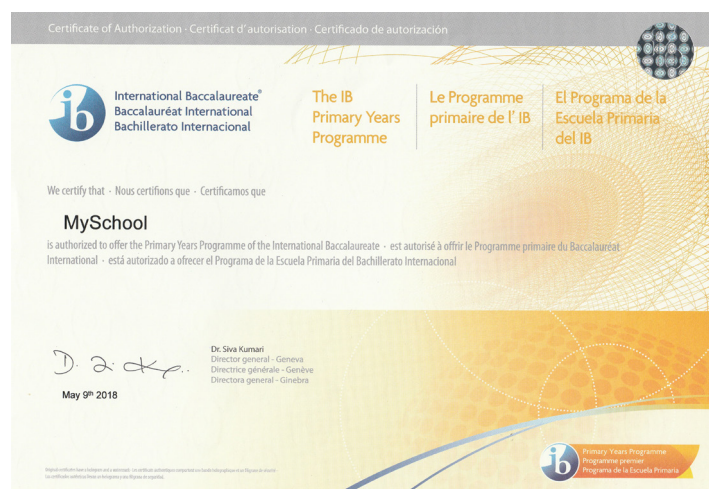 Certificate of Authorization · Certificat d'autorisation · Certificado de autorización
ib
International Baccalaureate®
Baccalauréat International
Bachillerato Internacional
The IB
Primary Years
Programme
Le Programme
primaire de l' IB
El Programa de la
Escuela Primaria
del IB
We certify that · Nous certifions que · Certificamos que
MySchool
is authorized to offer the Primary Years Programme of the International Baccalaureate · est autorisé à offrir le Programme primaire du Baccalauréat
International · está autorizado a ofrecer el Programa de la Escuela Primaria del Bachillerato Internacional
Dr. Siva Kumari
Director general - Geneva
Directrice générale - Genève
Directora general - Ginebra
May 9th 2018
ib
Primary Years Programme
Programme premier
Programa de la Escuela Primaria